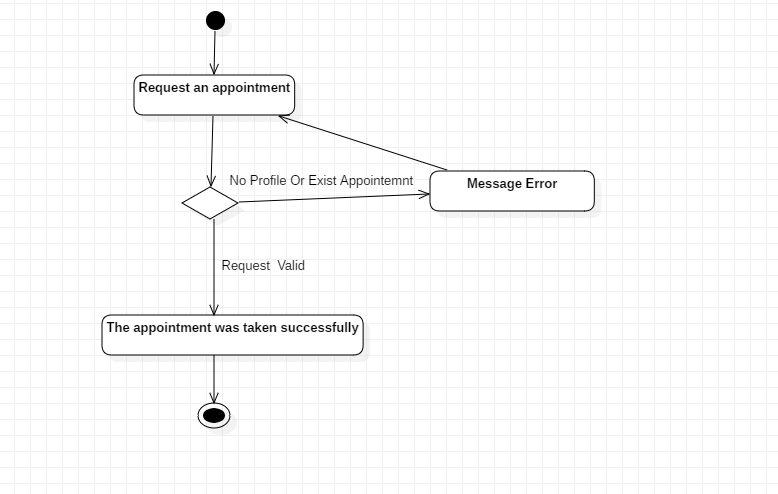 Request an appointment
No Profile Or Exist Appointemnt
Message Error
Request  Valid
The appointment was taken successfully